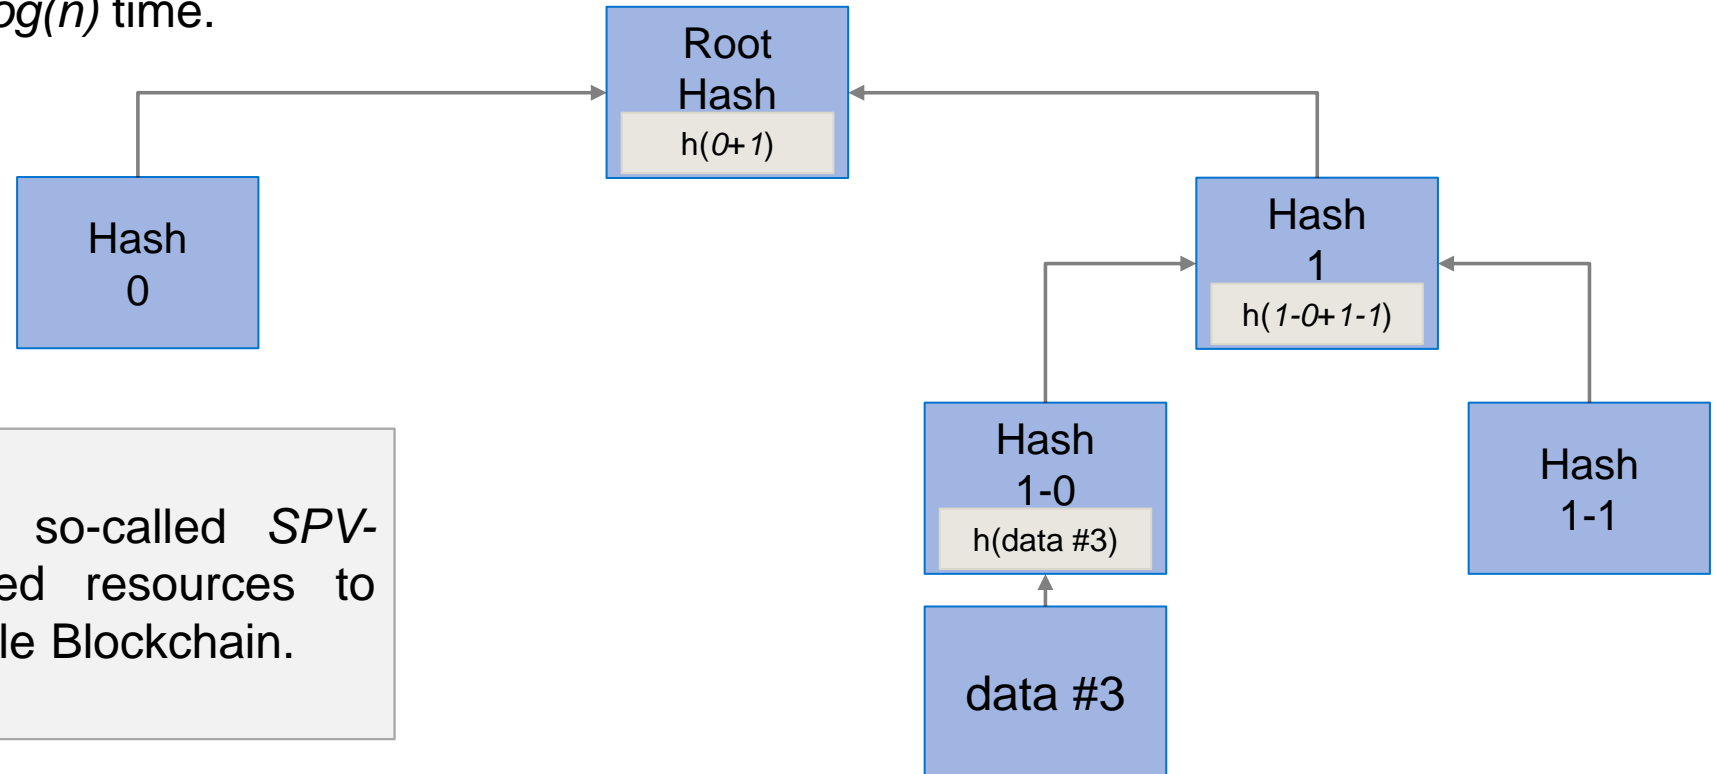 og(n) time.
Root
Hash
h(0+1)
Hash
0
Hash
1
h(1-0+1-1)
Hash
1-0
h(data #3)
Hash
1-1
so-called SPV-
ed resources to
le Blockchain.
data #3